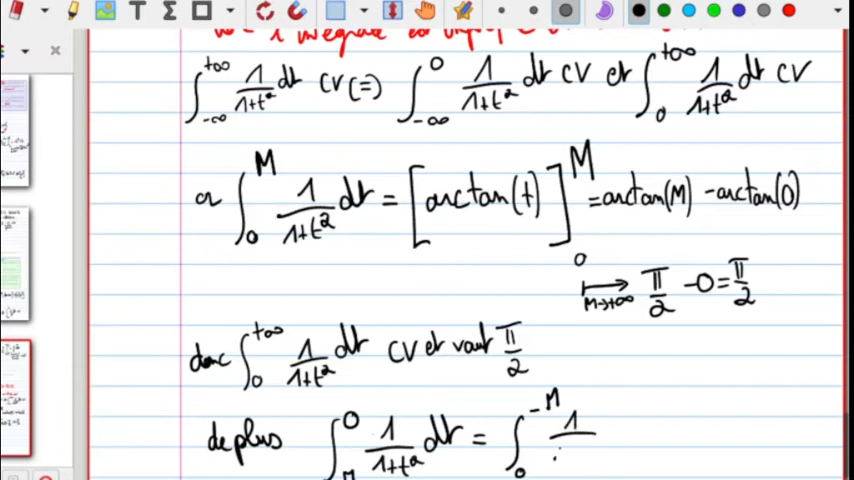 ∫_{-∞}^{+∞} 1/(1+t²) dt CV (=) ∫_{-∞}^{0} 1/(1+t²) dt CV et ∫_{0}^{+∞} 1/(1+t²) dt CV
or ∫_{0}^{M} 1/(1+t²) dt = [arctan(t)]_{0}^{M} = arctan(M) - arctan(0)
⟼_{M→+∞} π/2 - 0 = π/2
donc ∫_{0}^{+∞} 1/(1+t²) dt CV et vaut π/2
de plus ∫_{M}^{0} 1/(1+t²) dt = ∫_{0}^{-M} 1/